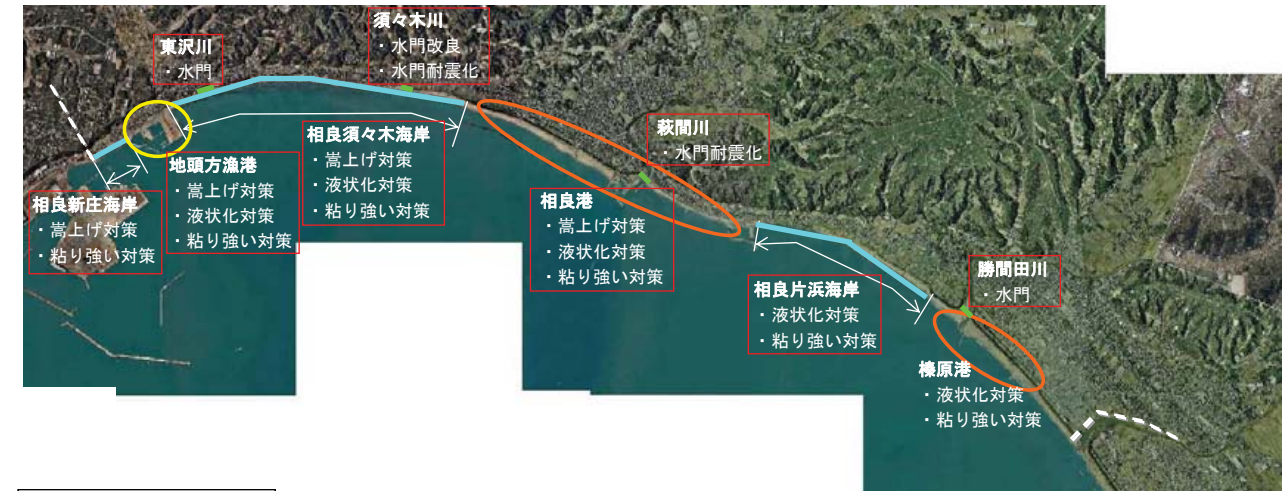 東沢川
・水門
須々木川
・水門改良
・水門耐震化
相良新庄海岸
・嵩上げ対策
・粘り強い対策
地頭方漁港
・嵩上げ対策
・液状化対策
・粘り強い対策
相良須々木海岸
・嵩上げ対策
・液状化対策
・粘り強い対策
萩間川
・水門耐震化
相良港
・嵩上げ対策
・液状化対策
・粘り強い対策
相良片浜海岸
・液状化対策
・粘り強い対策
勝間田川
・水門
榛原港
・液状化対策
・粘り強い対策